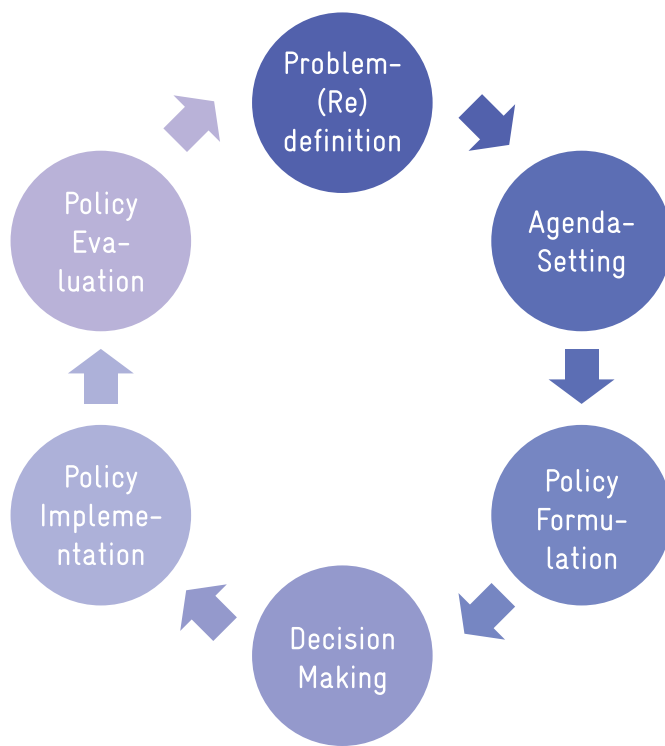 Problem-
(Re)
definition
Agenda-
Setting
Policy
Formu-
lation
Decision
Making
Policy
Impleme-
ntation
Policy
Eva-
luation